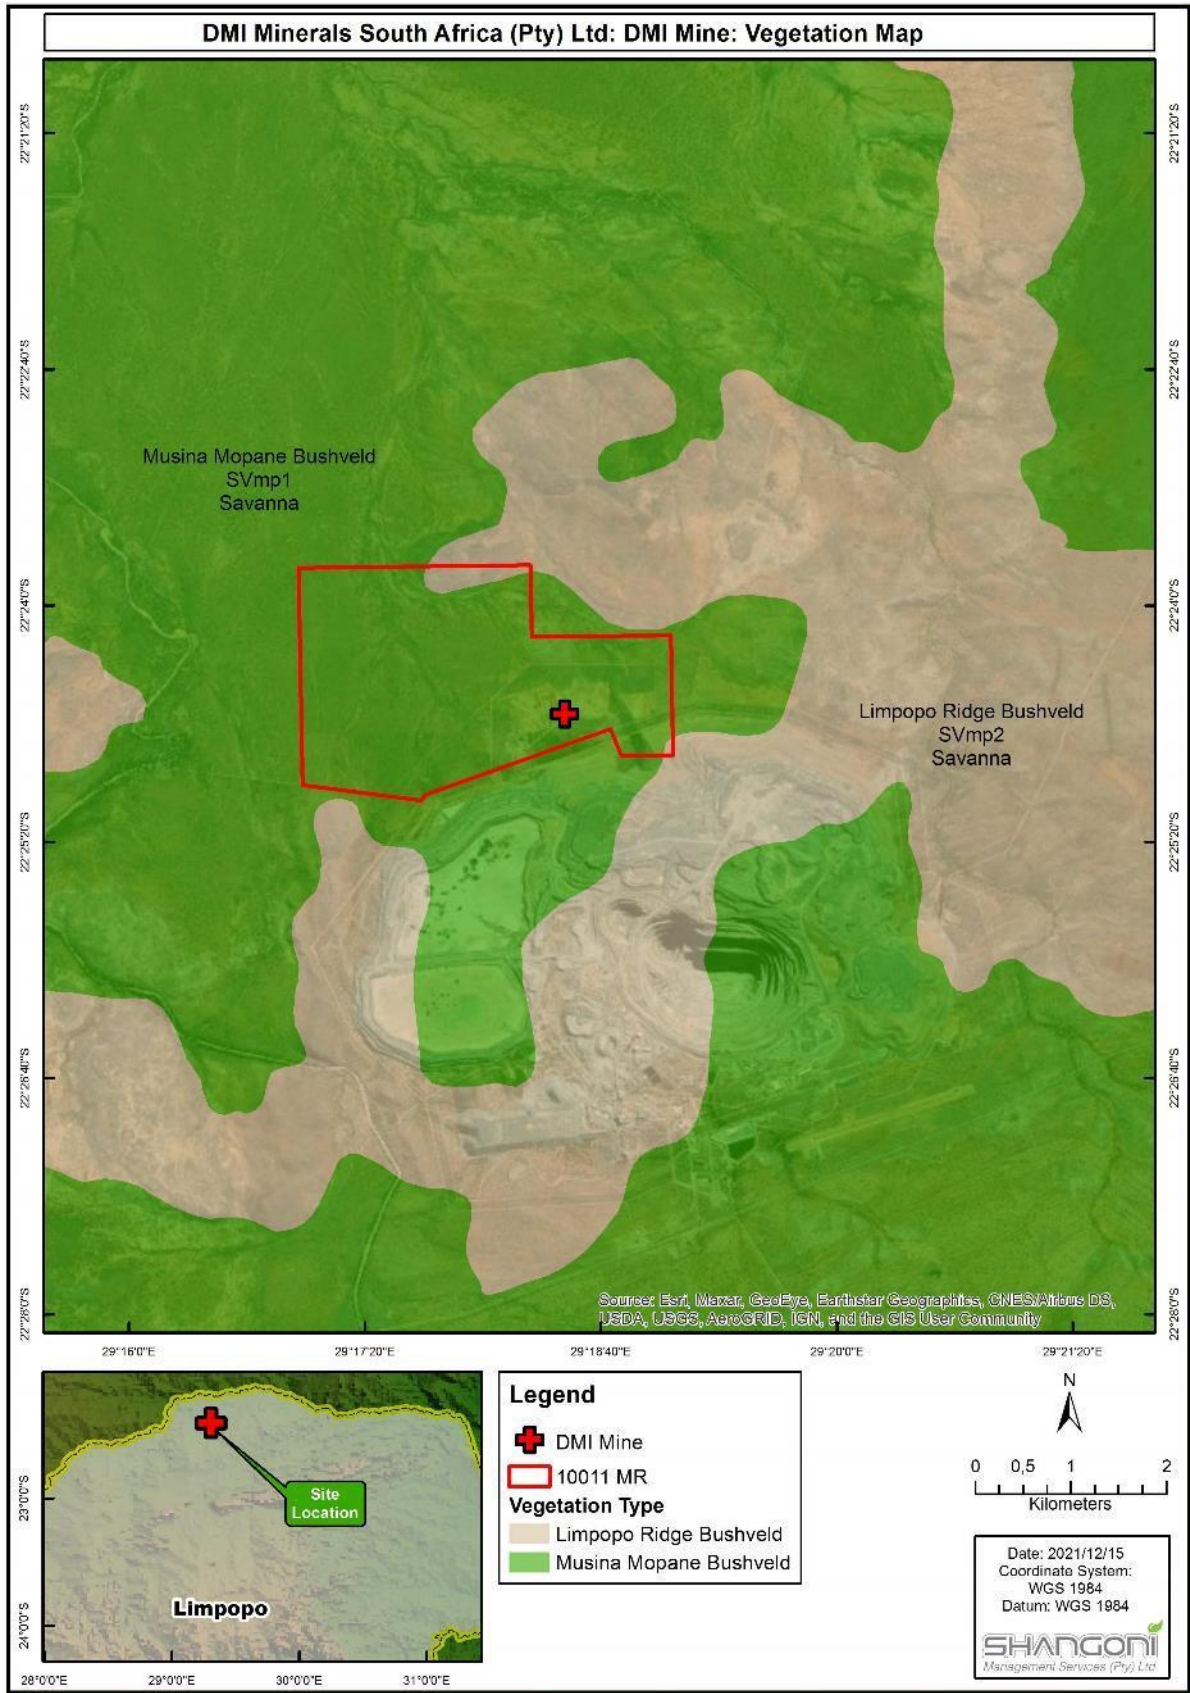 DMI Minerals South Africa (Pty) Ltd: DMI Mine: Vegetation Map
22°21'20"S
22°21'20"S
22°22'40"S
22°22'40"S
Musina Mopane Bushveld
SVmp1
Savanna
22°24'0"S
22°24'0"S
Limpopo Ridge Bushveld
SVmp2
Savanna
22°25'20"S
22°25'20"S
22°26'40"S
22°26'40"S
22°28'0"S
22°28'0"S
Source: Esri, Maxar, GeoEye, Earthstar Geographics, CNES/Airbus DS,
USDA, USGS, AeroGRID, IGN, and the GIS User Community
29°16'0"E
29°17'20"E
29°18'40"E
29°20'0"E
29°21'20"E
Site
Location
Limpopo
23°0'0"S
24°0'0"S
28°0'0"E
29°0'0"E
30°0'0"E
31°0'0"E
Legend
DMI Mine
10011 MR
Vegetation Type
Limpopo Ridge Bushveld
Musina Mopane Bushveld
N
0 0,5 1 2
Kilometers
Date: 2021/12/15
Coordinate System:
WGS 1984
Datum: WGS 1984
SHANGONI
Management Services (Pty) Ltd